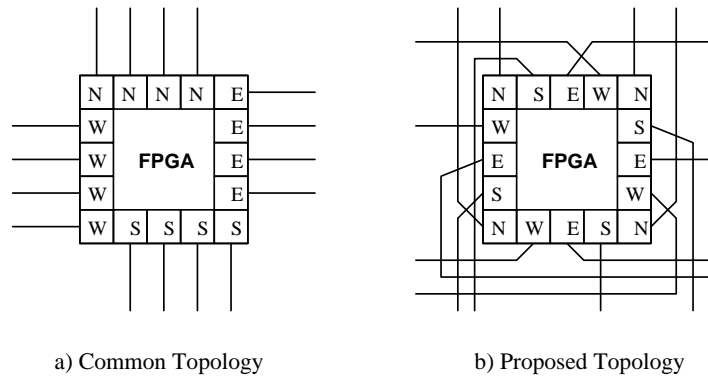 N N N N E N S E W N
W E W S
W FPGA E E FPGA E
W E S W
W S S S S N W E S N
a) Common Topology b) Proposed Topology